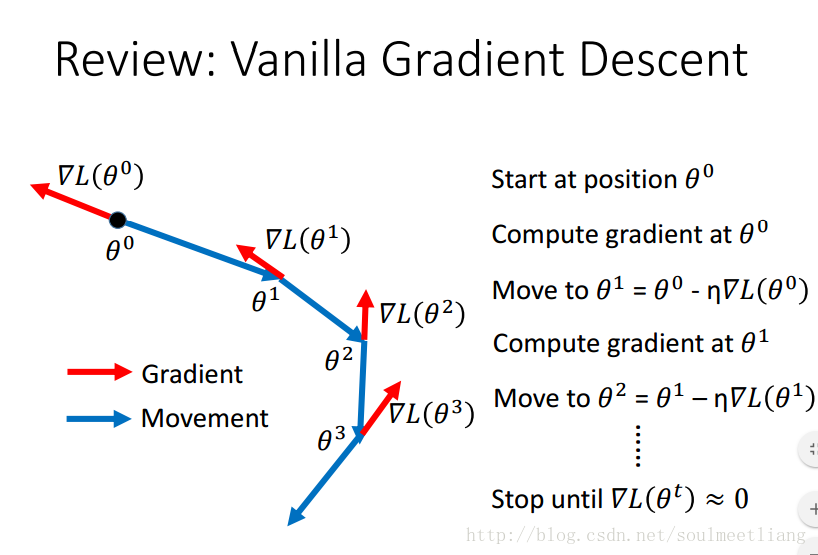 Review: Vanilla Gradient Descent
∇L(θ⁰)
θ⁰
∇L(θ¹)
θ¹
∇L(θ²)
θ²
∇L(θ³)
θ³
Gradient
Movement
Start at position θ⁰
Compute gradient at θ⁰
Move to θ¹ = θ⁰ - η∇L(θ⁰)
Compute gradient at θ¹
Move to θ² = θ¹ – η∇L(θ¹)
Stop until ∇L(θᵗ) ≈ 0
http://blog.csdn.net/soulmeetliang